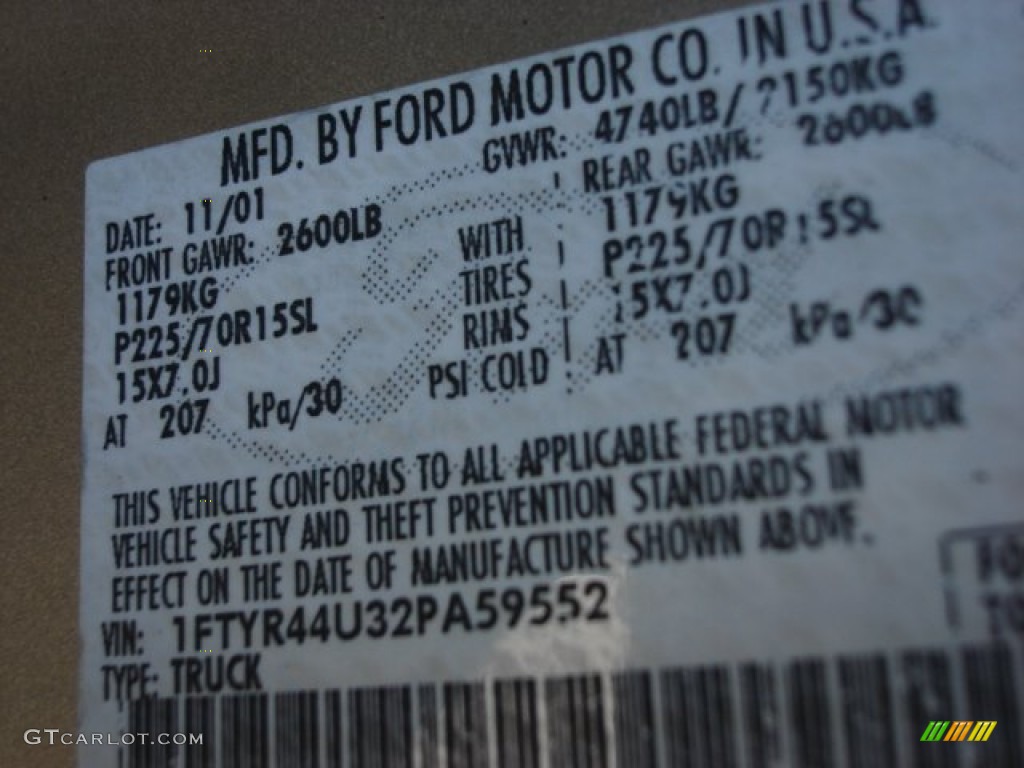 MFD. BY FORD MOTOR CO. IN U.S.A.
DATE: 11/01 GVWR: 4740LB/ 2150KG
FRONT GAWR: 2600LB REAR GAWR: 2600LB
1179KG WITH 1179KG
P225/70R15SL TIRES P225/70R15SL
15X7.0J RIMS 15X7.0J
AT 207 kPa/30 PSI COLD AT 207 kPa/30
THIS VEHICLE CONFORMS TO ALL APPLICABLE FEDERAL MOTOR
VEHICLE SAFETY AND THEFT PREVENTION STANDARDS IN
EFFECT ON THE DATE OF MANUFACTURE SHOWN ABOVE.
VIN: 1FTYR44U32PA59552
TYPE: TRUCK
GTCARLOT.COM